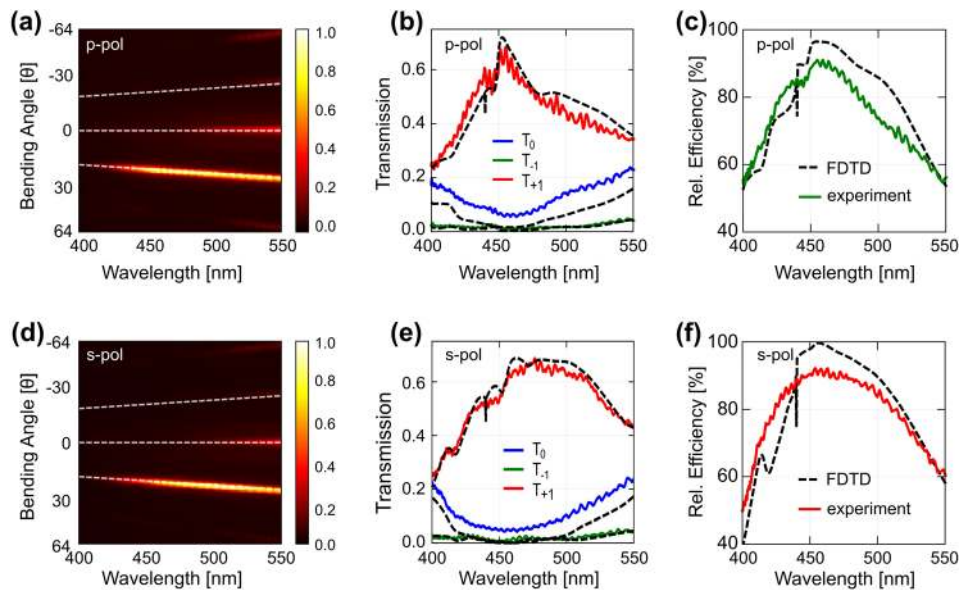 (a)
p-pol
Bending Angle [θ]
-64
-30
0
30
64
400
450
500
550
Wavelength [nm]
1.0
0.8
0.6
0.4
0.2
0.0
(b)
p-pol
Transmission
0.6
0.4
0.2
0.0
T0
T-1
T+1
400
450
500
550
Wavelength [nm]
(c)
p-pol
Rel. Efficiency [%]
100
80
60
40
FDTD
experiment
400
450
500
550
Wavelength [nm]
(d)
s-pol
Bending Angle [θ]
-64
-30
0
30
64
400
450
500
550
Wavelength [nm]
1.0
0.8
0.6
0.4
0.2
0.0
(e)
s-pol
Transmission
0.6
0.4
0.2
0.0
T0
T-1
T+1
400
450
500
550
Wavelength [nm]
(f)
s-pol
Rel. Efficiency [%]
100
80
60
40
FDTD
experiment
400
450
500
550
Wavelength [nm]